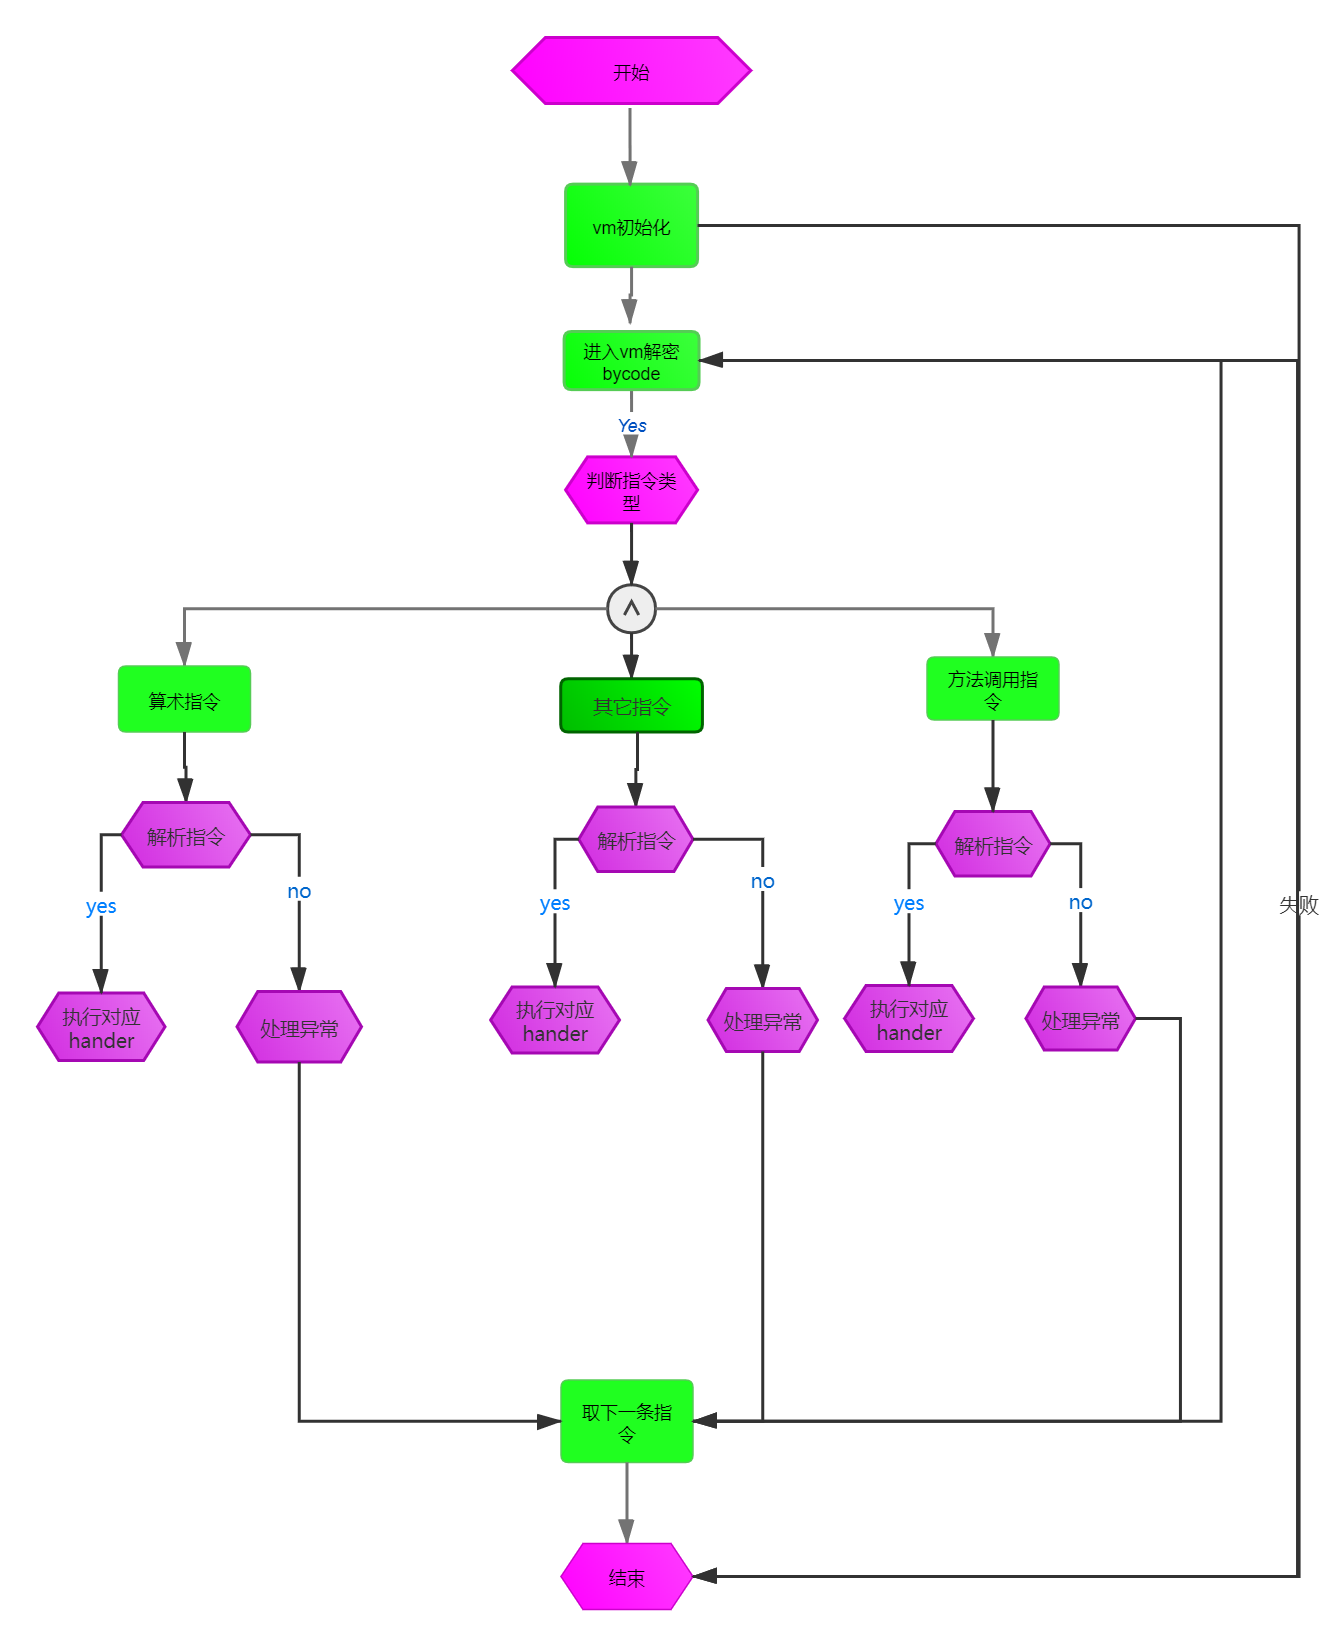 开始
vm初始化
进入vm解密
bycode
Yes
判断指令类
型
^
算术指令
其它指令
方法调用指
令
解析指令
解析指令
解析指令
yes
no
yes
no
yes
no
失败
执行对应
hander
处理异常
执行对应
hander
处理异常
执行对应
hander
处理异常
取下一条指
令
结束